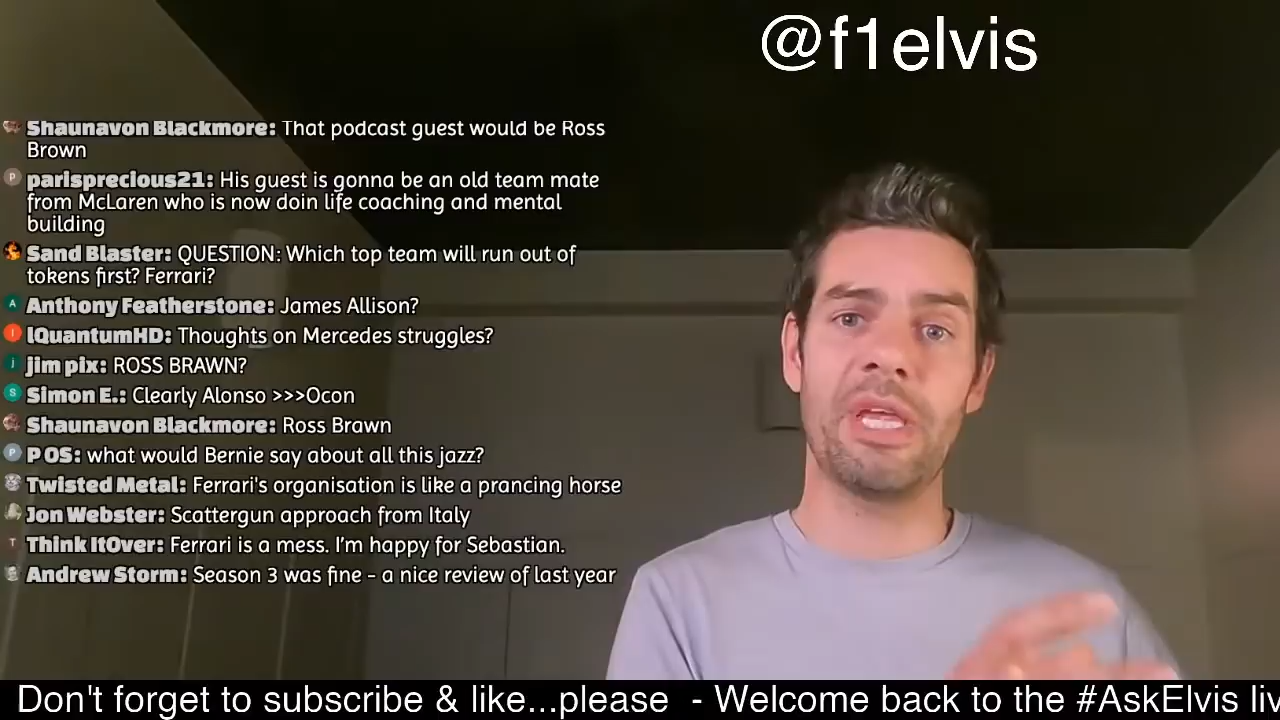 @f1elvis
Shaunavon Blackmore: That podcast guest would be Ross
Brown
parisprecious21: His guest is gonna be an old team mate
from McLaren who is now doin life coaching and mental
building
Sand Blaster: QUESTION: Which top team will run out of
tokens first? Ferrari?
Anthony Featherstone: James Allison?
lQuantumHD: Thoughts on Mercedes struggles?
jim pix: ROSS BRAWN?
Simon E.: Clearly Alonso >>>Ocon
Shaunavon Blackmore: Ross Brawn
P OS: what would Bernie say about all this jazz?
Twisted Metal: Ferrari's organisation is like a prancing horse
Jon Webster: Scattergun approach from Italy
Think ItOver: Ferrari is a mess. I'm happy for Sebastian.
Andrew Storm: Season 3 was fine - a nice review of last year
Don't forget to subscribe & like...please - Welcome back to the #AskElvis liv